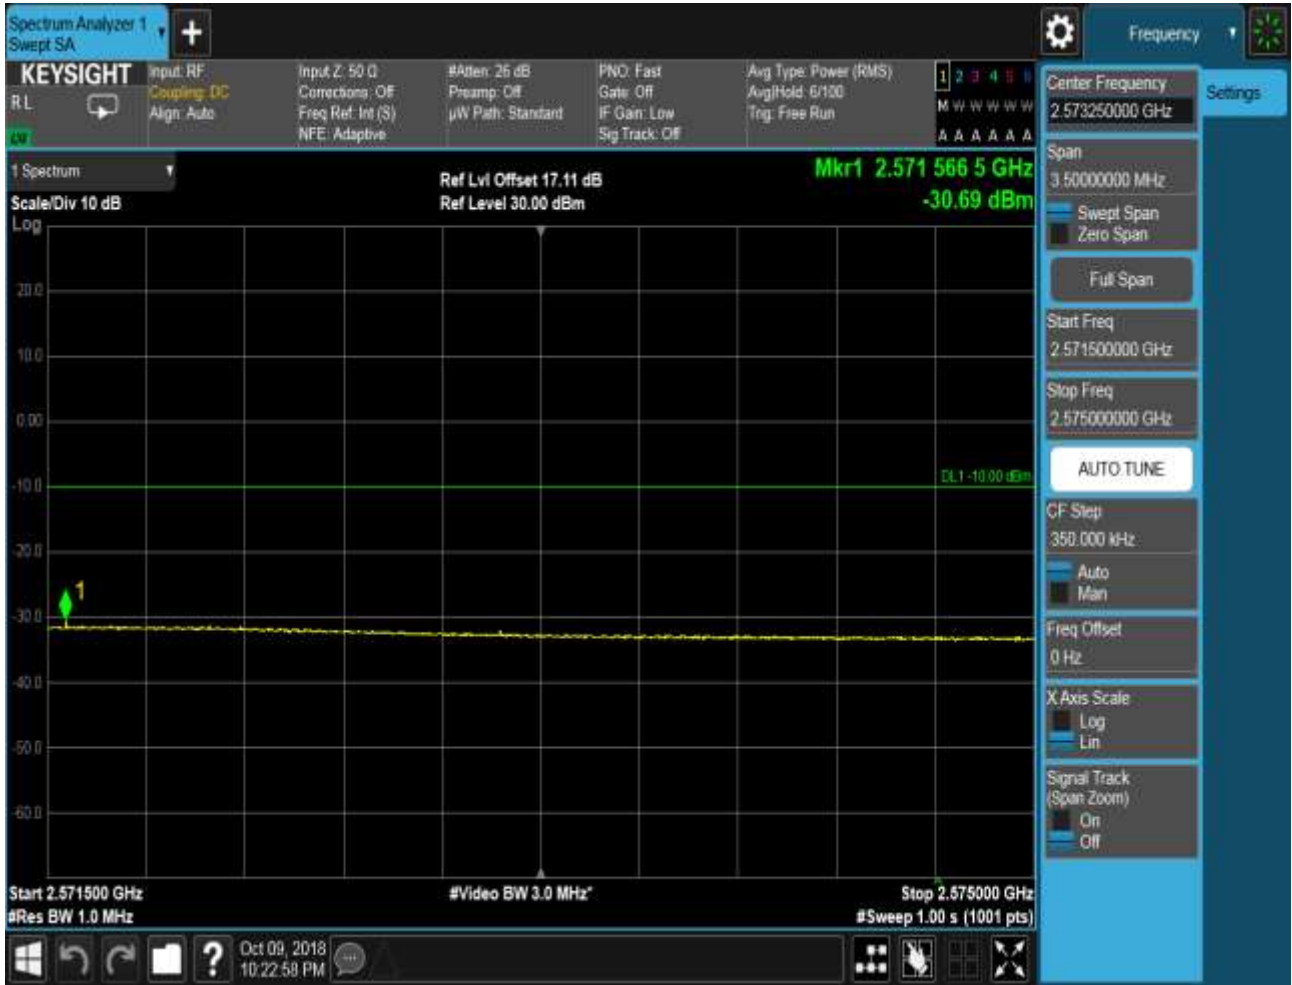 Spectrum Analyzer 1
Swept SA
Frequency
KEYSIGHT
RL
LXI
Input: RF
Coupling: DC
Align: Auto
Input Z: 50 Ω
Corrections: Off
Freq Ref: Int (S)
NFE: Adaptive
#Atten: 26 dB
Preamp: Off
µW Path: Standard
PNO: Fast
Gate: Off
IF Gain: Low
Sig Track: Off
Avg Type: Power (RMS)
Avg|Hold: 6/100
Trig: Free Run
1 2 3 4 5 6
M W W W W W
A A A A A A
1 Spectrum
Scale/Div 10 dB
Log
Ref Lvl Offset 17.11 dB
Ref Level 30.00 dBm
Mkr1 2.571 566 5 GHz
-30.69 dBm
20.0
10.0
0.00
-10.0
DL1 -10.00 dBm
-20.0
1
-30.0
-40.0
-50.0
-60.0
Start 2.571500 GHz
#Res BW 1.0 MHz
#Video BW 3.0 MHz*
Stop 2.575000 GHz
#Sweep 1.00 s (1001 pts)
Center Frequency
2.573250000 GHz
Settings
Span
3.50000000 MHz
Swept Span
Zero Span
Full Span
Start Freq
2.571500000 GHz
Stop Freq
2.575000000 GHz
AUTO TUNE
CF Step
350.000 kHz
Auto
Man
Freq Offset
0 Hz
X Axis Scale
Log
Lin
Signal Track
(Span Zoom)
On
Off
?
Oct 09, 2018
10:22:58 PM